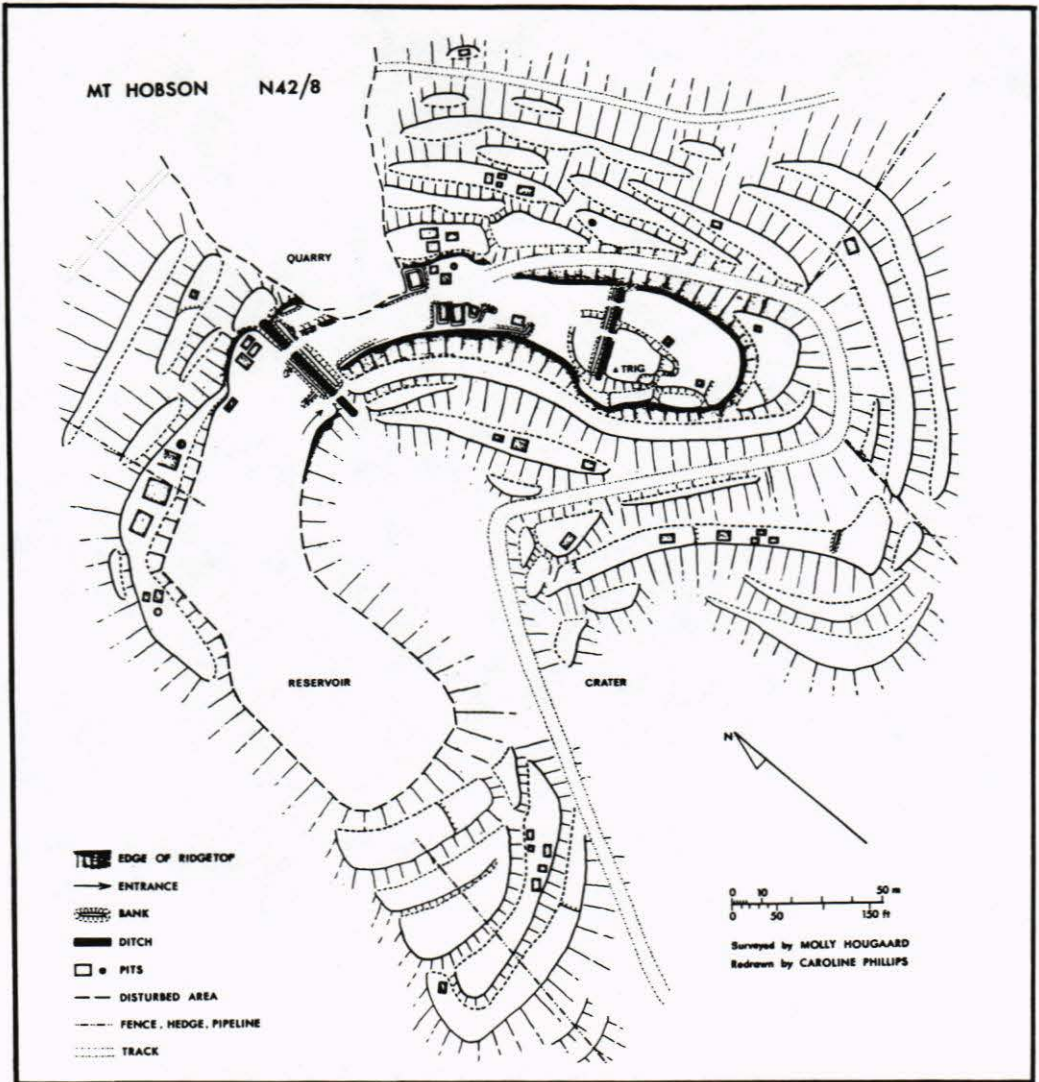 MT HOBSON N42/8
QUARRY
TRIG
RESERVOIR
CRATER
N
EDGE OF RIDGETOP
ENTRANCE
BANK
DITCH
PITS
DISTURBED AREA
FENCE, HEDGE, PIPELINE
TRACK
0 10 50 m
0 50 150 ft
Surveyed by MOLLY HOUGAARD
Redrawn by CAROLINE PHILLIPS